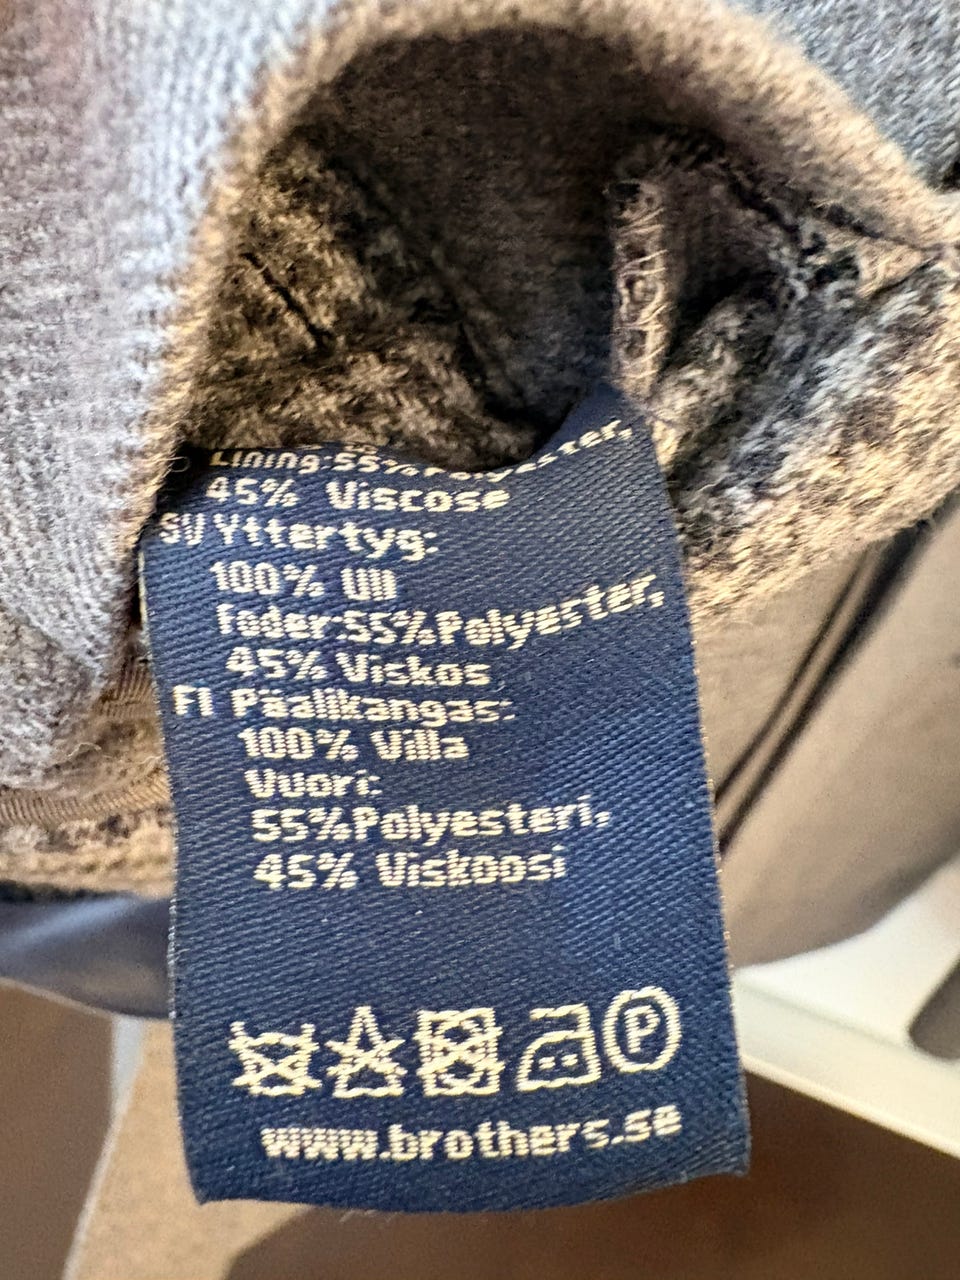 Lining:55% Polyester,
45% Viscose
SV Yttertyg:
100% Ull
Foder:55%Polyester,
45% Viskos
FI Päällikangas:
100% Villa
Vuori:
55%Polyesteri,
45% Viskoosi
P
www.brothers.se